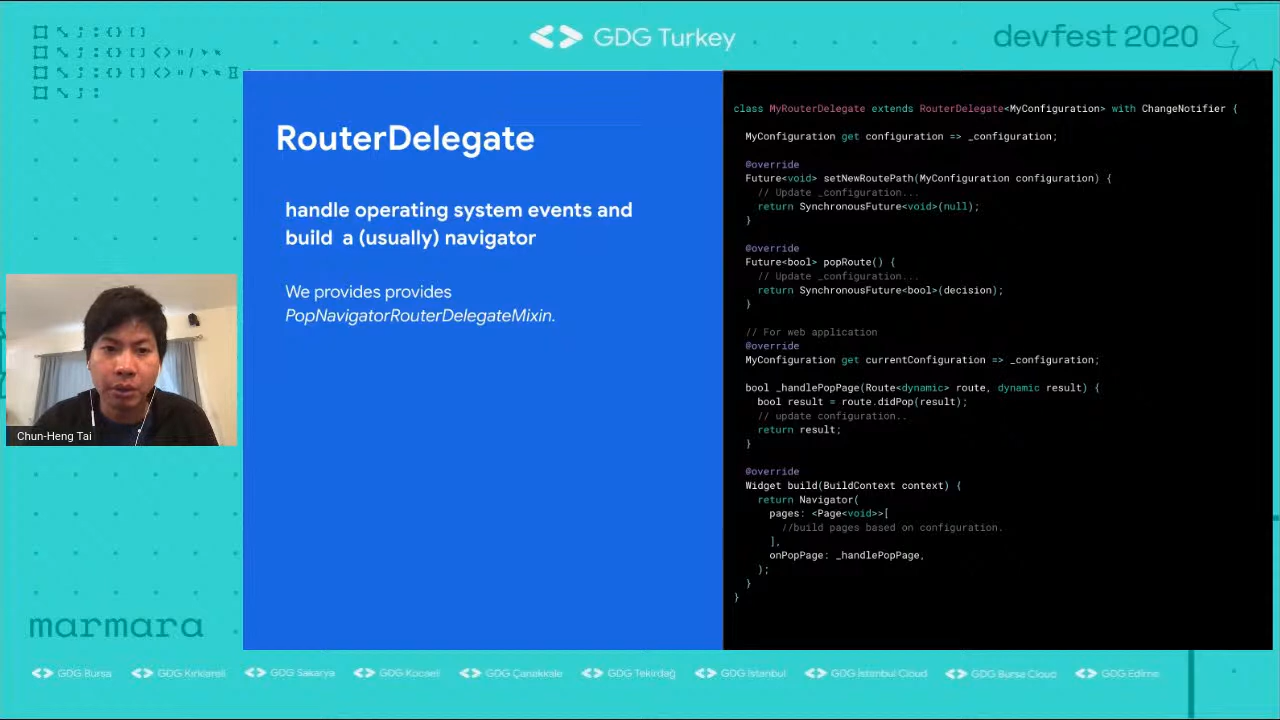 GDG Turkey
devfest 2020
RouterDelegate
handle operating system events and
build a (usually) navigator
We provides provides
PopNavigatorRouterDelegateMixin.
class MyRouterDelegate extends RouterDelegate<MyConfiguration> with ChangeNotifier {
MyConfiguration get configuration => _configuration;
@override
Future<void> setNewRoutePath(MyConfiguration configuration) {
// Update _configuration...
return SynchronousFuture<void>(null);
}
@override
Future<bool> popRoute() {
// Update _configuration...
return SynchronousFuture<bool>(decision);
}
// For web application
@override
MyConfiguration get currentConfiguration => _configuration;
bool _handlePopPage(Route<dynamic> route, dynamic result) {
bool result = route.didPop(result);
// update configuration..
return result;
}
@override
Widget build(BuildContext context) {
return Navigator(
pages: <Page<void>>[
//build pages based on configuration.
],
onPopPage: _handlePopPage,
);
}
}
Chun-Heng Tai
marmara
GDG Bursa GDG Kırklareli GDG Sakarya GDG Kocaeli GDG Çanakkale GDG Tekirdağ GDG Istanbul GDG İstanbul Cloud GDG Bursa Cloud GDG Edirne